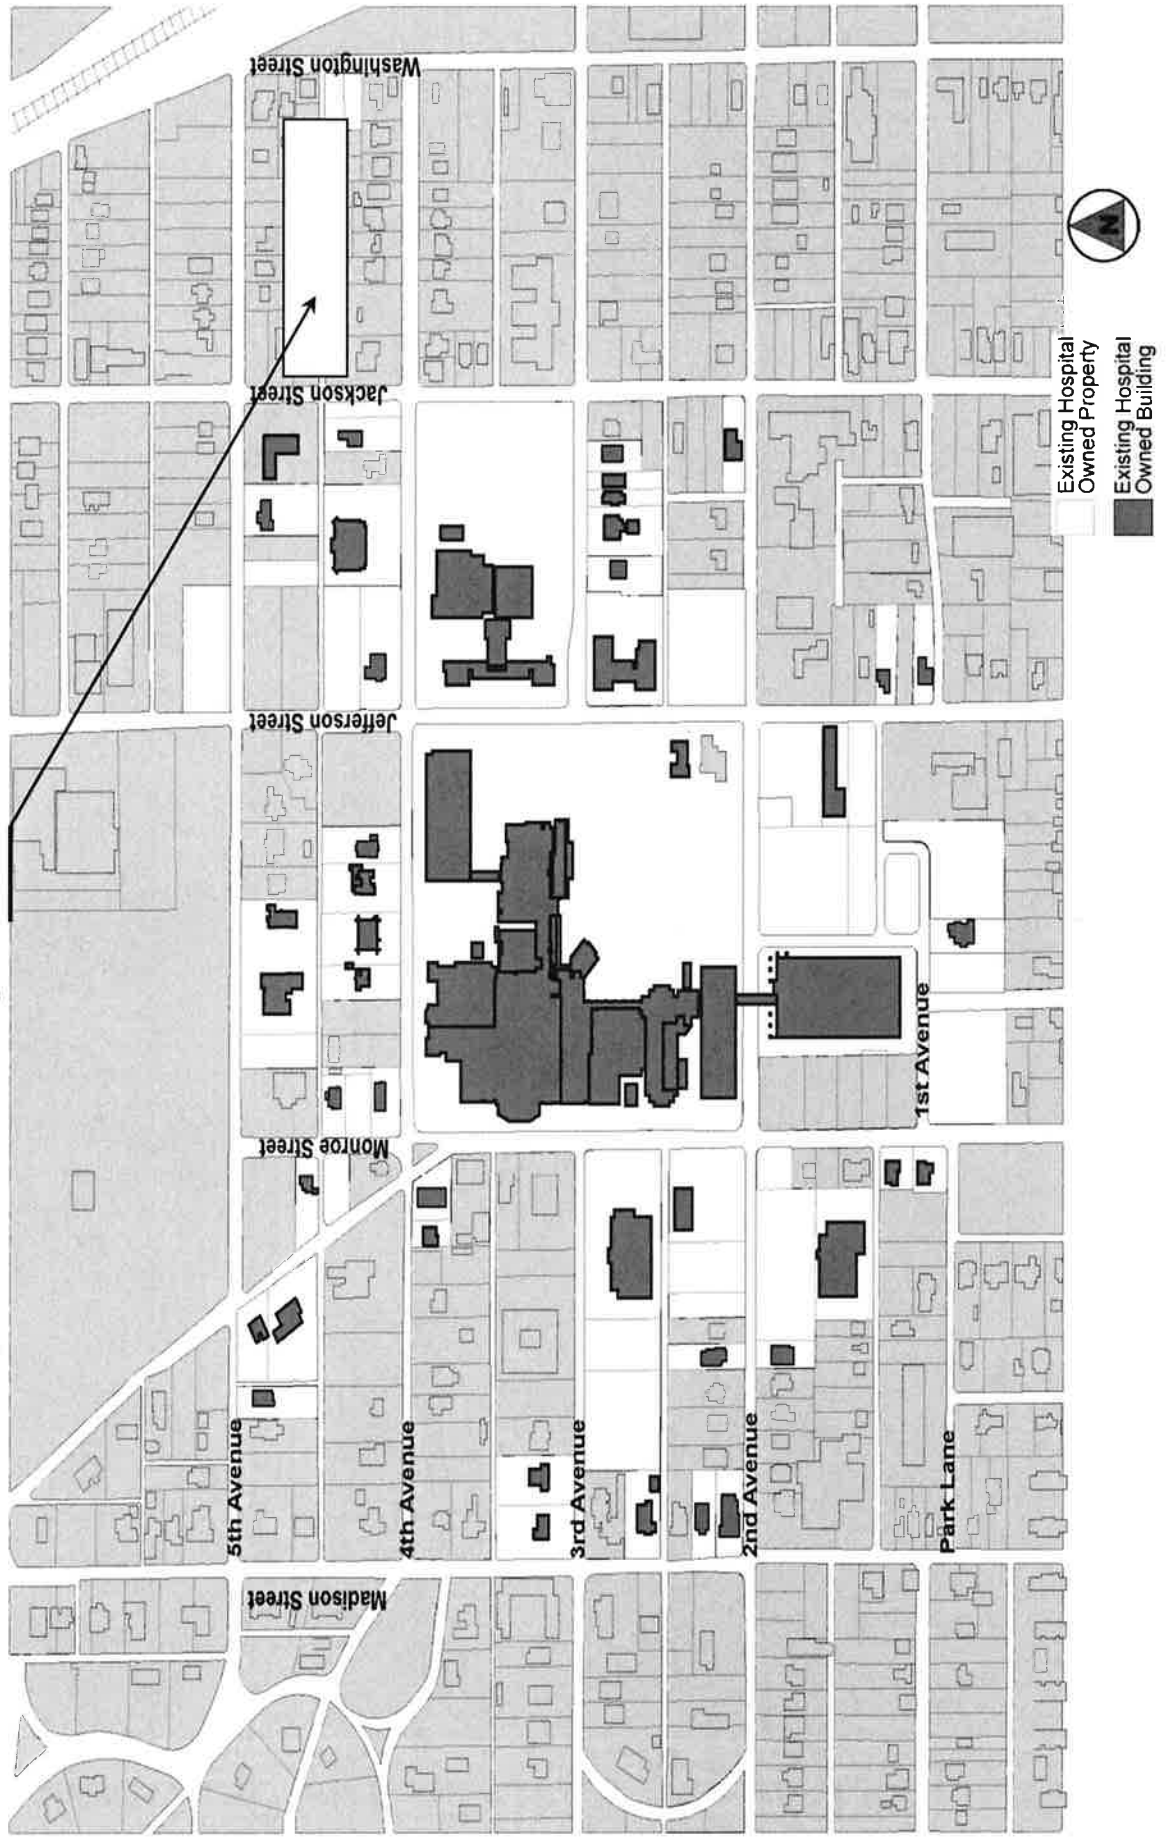 Washington Street
Jackson Street
Jefferson Street
Monroe Street
Madison Street
5th Avenue
4th Avenue
3rd Avenue
2nd Avenue
1st Avenue
Park Lane
N
Existing Hospital
Owned Property
Existing Hospital
Owned Building